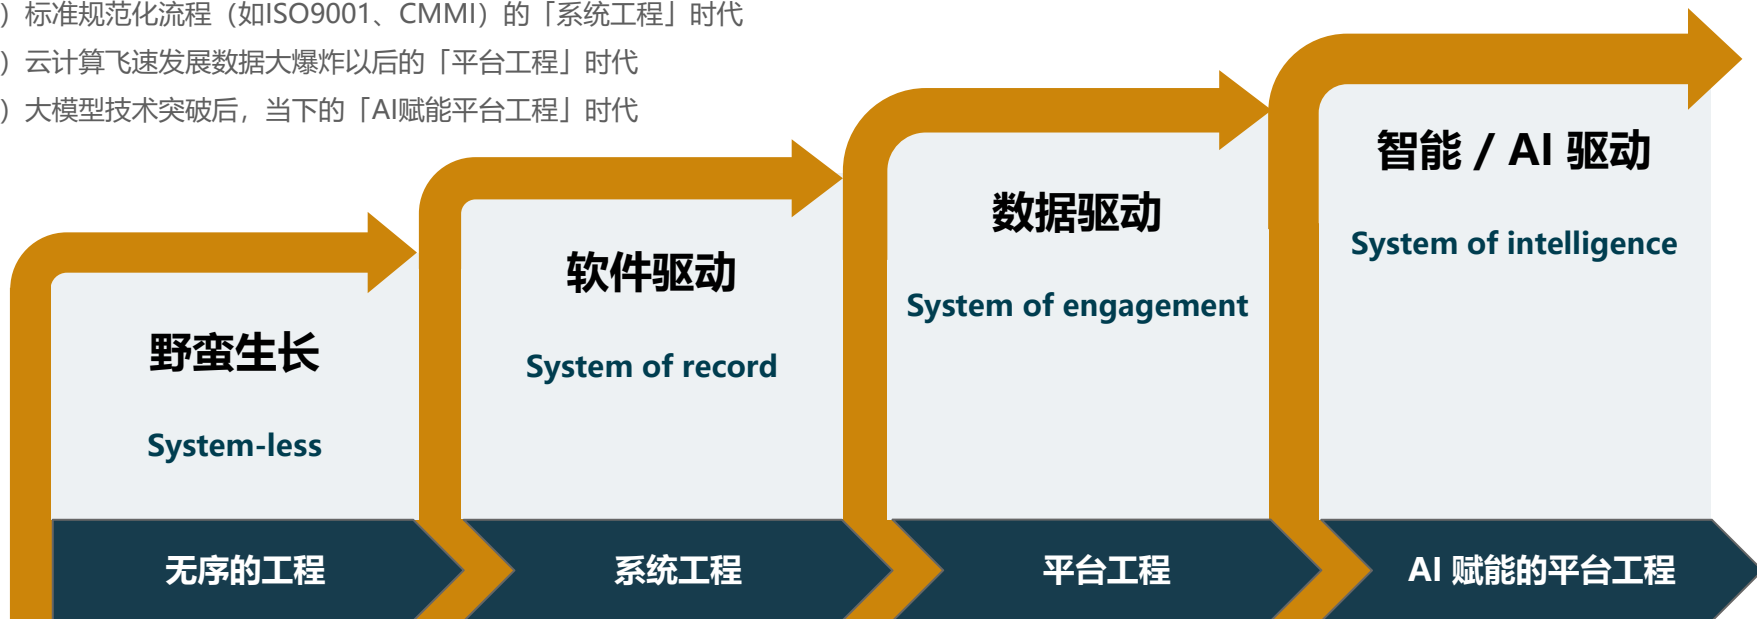 ）标准规范化流程（如ISO9001、CMMI）的「系统工程」时代
）云计算飞速发展数据大爆炸以后的「平台工程」时代
）大模型技术突破后，当下的「AI赋能平台工程」时代
野蛮生长
System-less
无序的工程
软件驱动
System of record
系统工程
数据驱动
System of engagement
平台工程
智能 / AI 驱动
System of intelligence
AI 赋能的平台工程